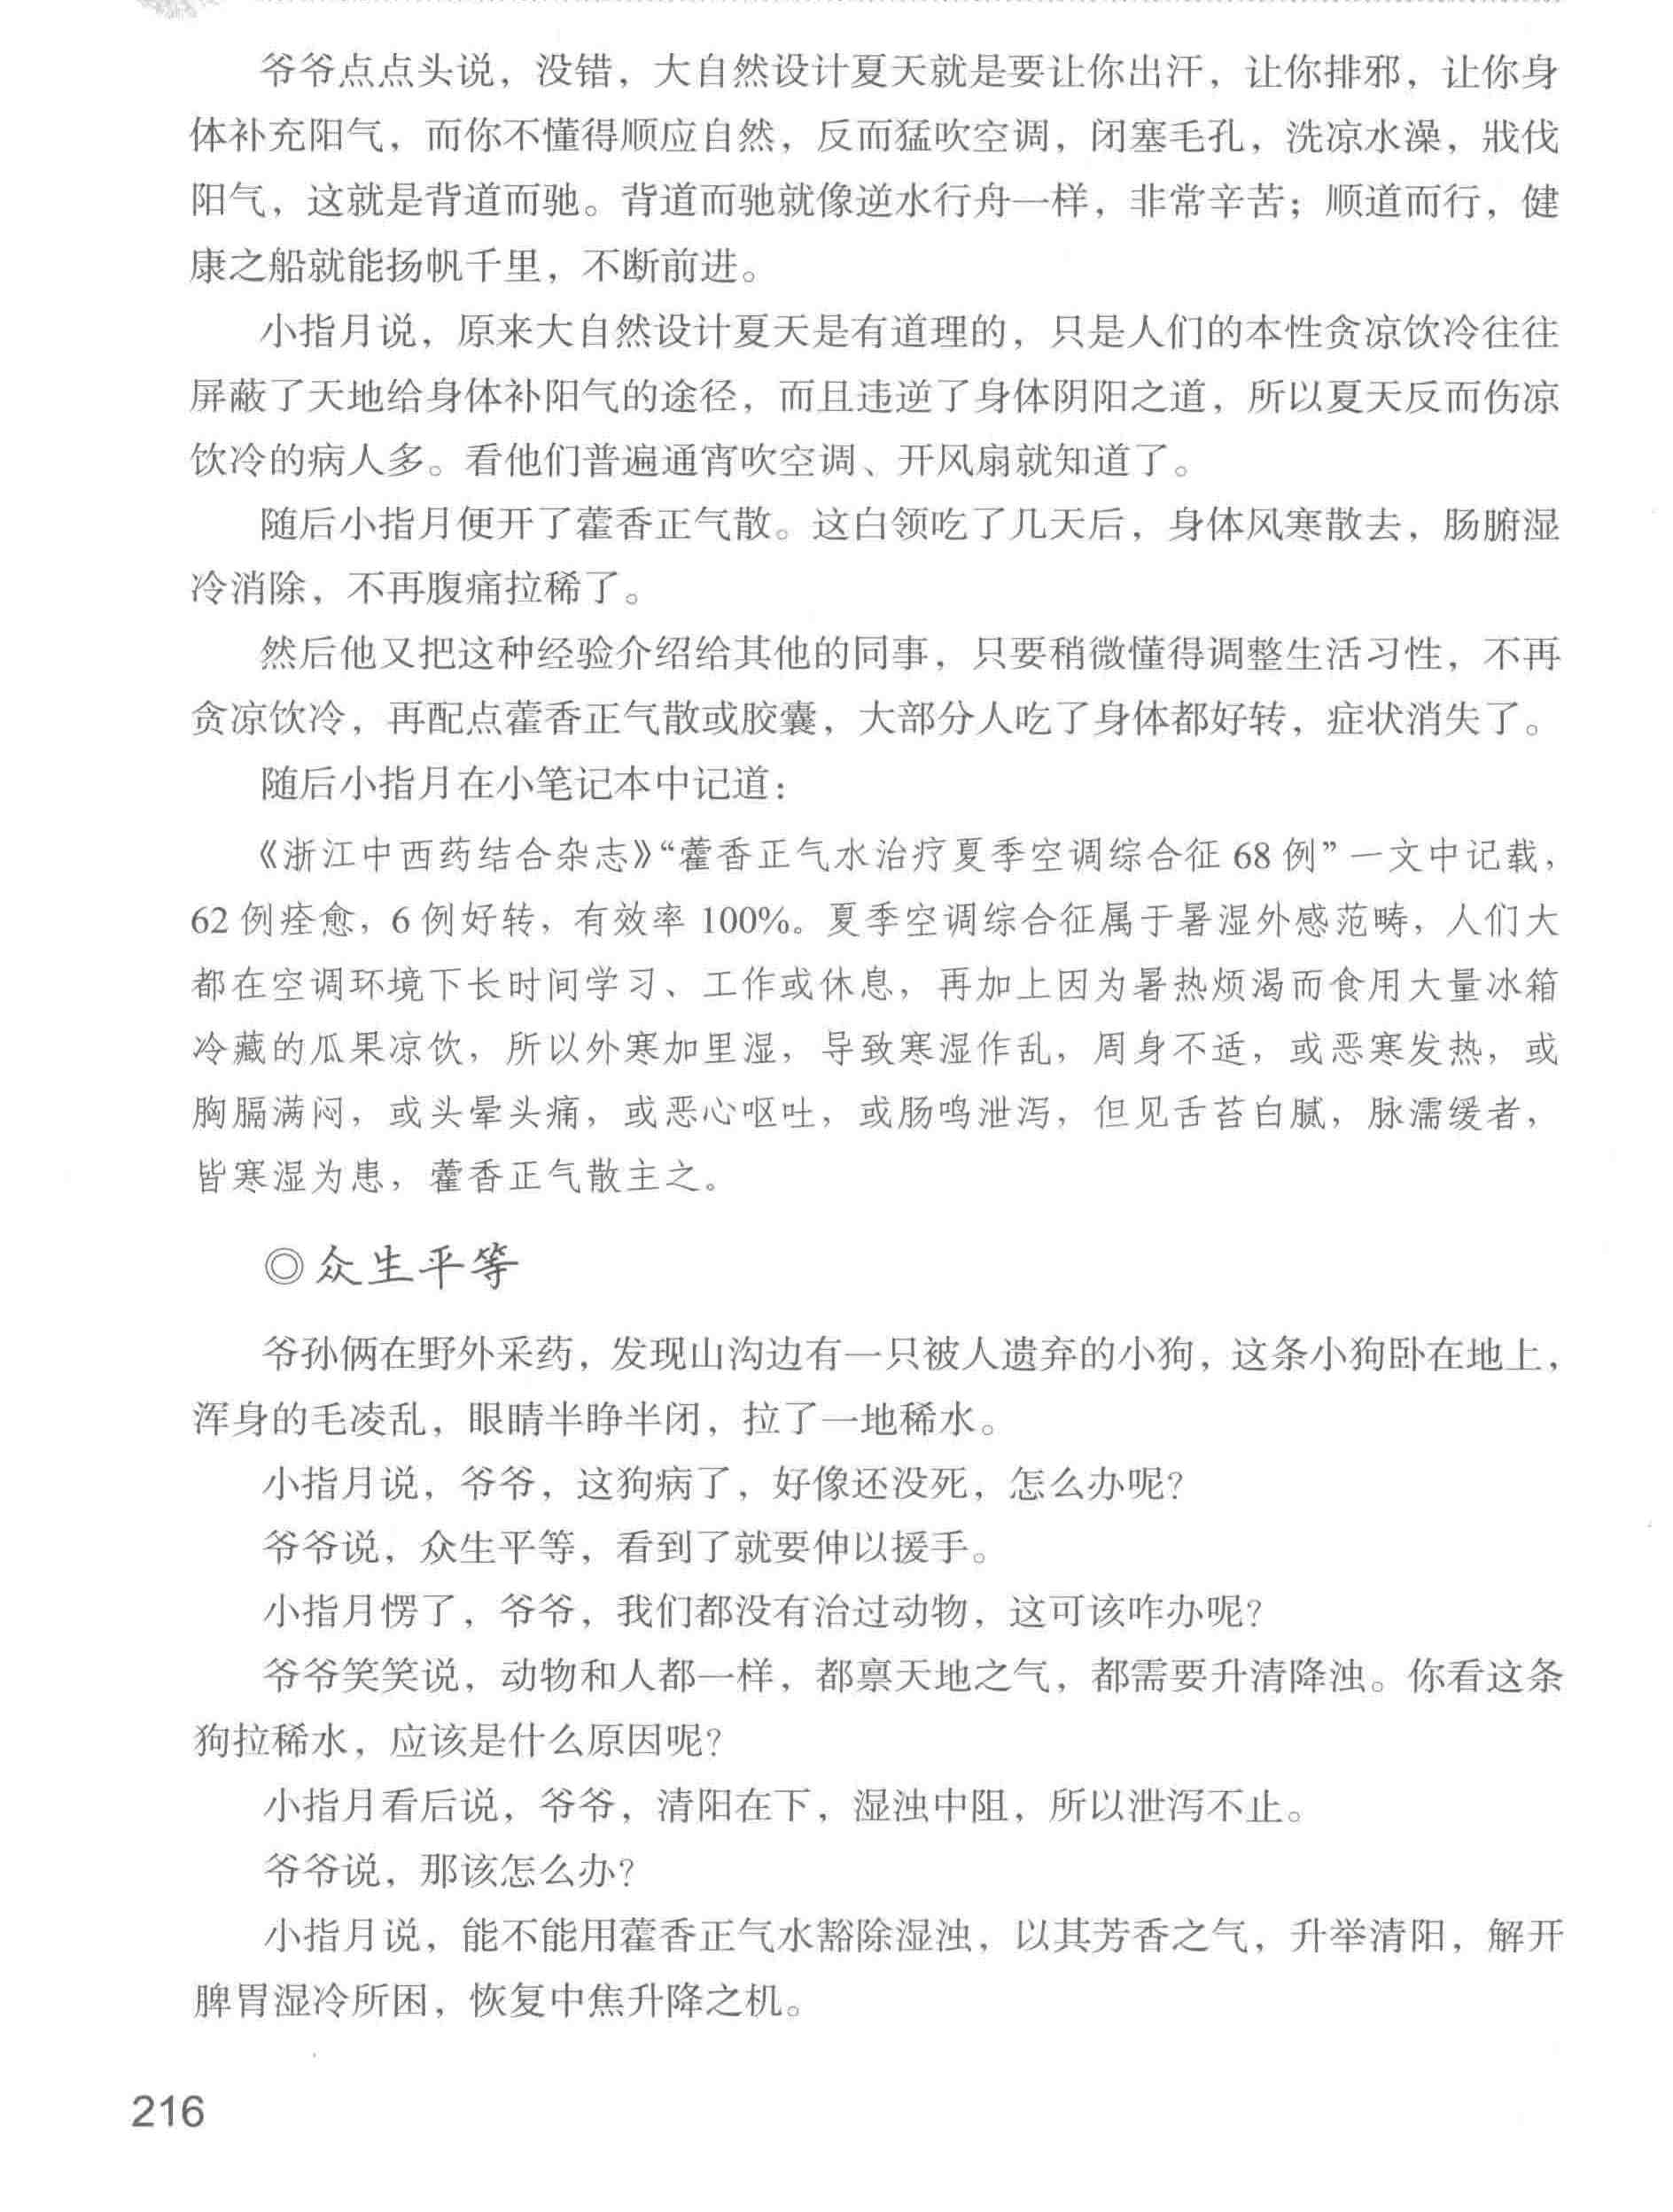 爷爷点点头说，没错，大自然设计夏天就是要让你出汗，让你排邪，让你身
体补充阳气，而你不懂得顺应自然，反而猛吹空调，闭塞毛孔，洗凉水澡，戕伐
阳气，这就是背道而驰。背道而驰就像逆水行舟一样，非常辛苦；顺道而行，健
康之船就能扬帆千里，不断前进。
小指月说，原来大自然设计夏天是有道理的，只是人们的本性贪凉饮冷往往
屏蔽了天地给身体补阳气的途径，而且违逆了身体阴阳之道，所以夏天反而伤凉
饮冷的病人多。看他们普遍通宵吹空调、开风扇就知道了。
随后小指月便开了藿香正气散。这白领吃了几天后，身体风寒散去，肠腑湿
冷消除，不再腹痛拉稀了。
然后他又把这种经验介绍给其他的同事，只要稍微懂得调整生活习性，不再
贪凉饮冷，再配点藿香正气散或胶囊，大部分人吃了身体都好转，症状消失了。
随后小指月在小笔记本中记道：
《浙江中西药结合杂志》“藿香正气水治疗夏季空调综合征 68 例”一文中记载，
62 例痊愈，6 例好转，有效率 100%。夏季空调综合征属于暑湿外感范畴，人们大
都在空调环境下长时间学习、工作或休息，再加上因为暑热烦渴而食用大量冰箱
冷藏的瓜果凉饮，所以外寒加里湿，导致寒湿作乱，周身不适，或恶寒发热，或
胸膈满闷，或头晕头痛，或恶心呕吐，或肠鸣泄泻，但见舌苔白腻，脉濡缓者，
皆寒湿为患，藿香正气散主之。
◎众生平等
爷孙俩在野外采药，发现山沟边有一只被人遗弃的小狗，这条小狗卧在地上，
浑身的毛凌乱，眼睛半睁半闭，拉了一地稀水。
小指月说，爷爷，这狗病了，好像还没死，怎么办呢？
爷爷说，众生平等，看到了就要伸以援手。
小指月愣了，爷爷，我们都没有治过动物，这可该咋办呢？
爷爷笑笑说，动物和人都一样，都禀天地之气，都需要升清降浊。你看这条
狗拉稀水，应该是什么原因呢？
小指月看后说，爷爷，清阳在下，湿浊中阻，所以泄泻不止。
爷爷说，那该怎么办？
小指月说，能不能用藿香正气水豁除湿浊，以其芳香之气，升举清阳，解开
脾胃湿冷所困，恢复中焦升降之机。
216